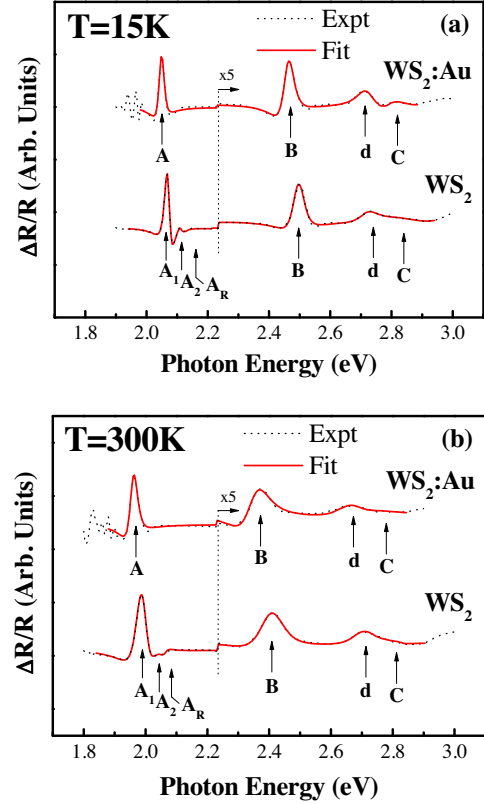 T=15K
Expt
Fit
(a)
x5
WS2:Au
A
B
d
C
WS2
A1
A2
AR
B
d
C
ΔR/R (Arb. Units)
1.8 2.0 2.2 2.4 2.6 2.8 3.0
Photon Energy (eV)
T=300K
Expt
Fit
(b)
x5
WS2:Au
A
B
d
C
WS2
A1
A2
AR
B
d
C
ΔR/R (Arb. Units)
1.8 2.0 2.2 2.4 2.6 2.8 3.0
Photon Energy (eV)